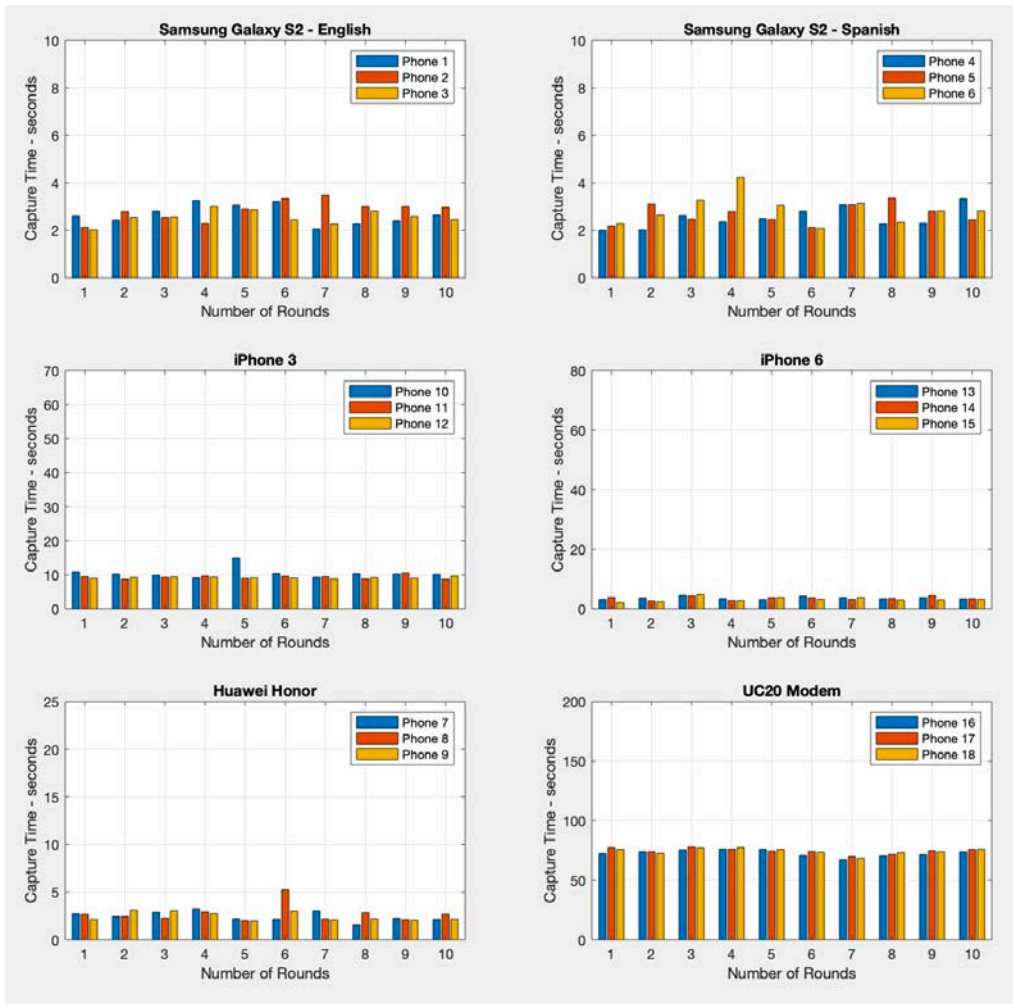 Samsung Galaxy S2 - English
10
8
6
4
2
0
Capture Time - seconds
Phone 1
Phone 2
Phone 3
1 2 3 4 5 6 7 8 9 10
Number of Rounds
Samsung Galaxy S2 - Spanish
10
8
6
4
2
0
Capture Time - seconds
Phone 4
Phone 5
Phone 6
1 2 3 4 5 6 7 8 9 10
Number of Rounds
iPhone 3
70
60
50
40
30
20
10
0
Capture Time - seconds
Phone 10
Phone 11
Phone 12
1 2 3 4 5 6 7 8 9 10
Number of Rounds
iPhone 6
80
60
40
20
0
Capture Time - seconds
Phone 13
Phone 14
Phone 15
1 2 3 4 5 6 7 8 9 10
Number of Rounds
Huawei Honor
25
20
15
10
5
0
Capture Time - seconds
Phone 7
Phone 8
Phone 9
1 2 3 4 5 6 7 8 9 10
Number of Rounds
UC20 Modem
200
150
100
50
0
Capture Time - seconds
Phone 16
Phone 17
Phone 18
1 2 3 4 5 6 7 8 9 10
Number of Rounds